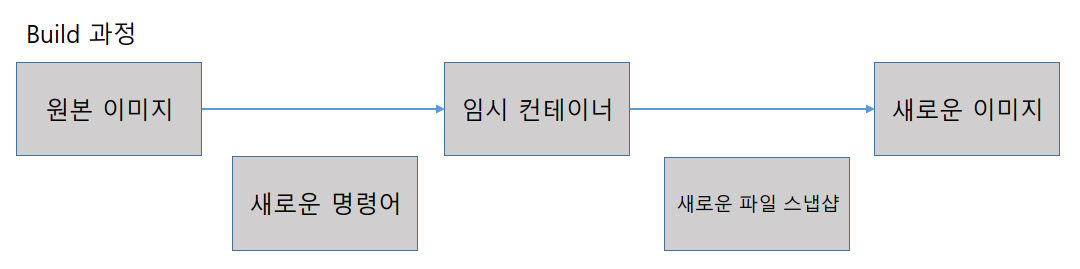 Build 과정
원본 이미지
임시 컨테이너
새로운 이미지
새로운 명령어
새로운 파일 스냅샷